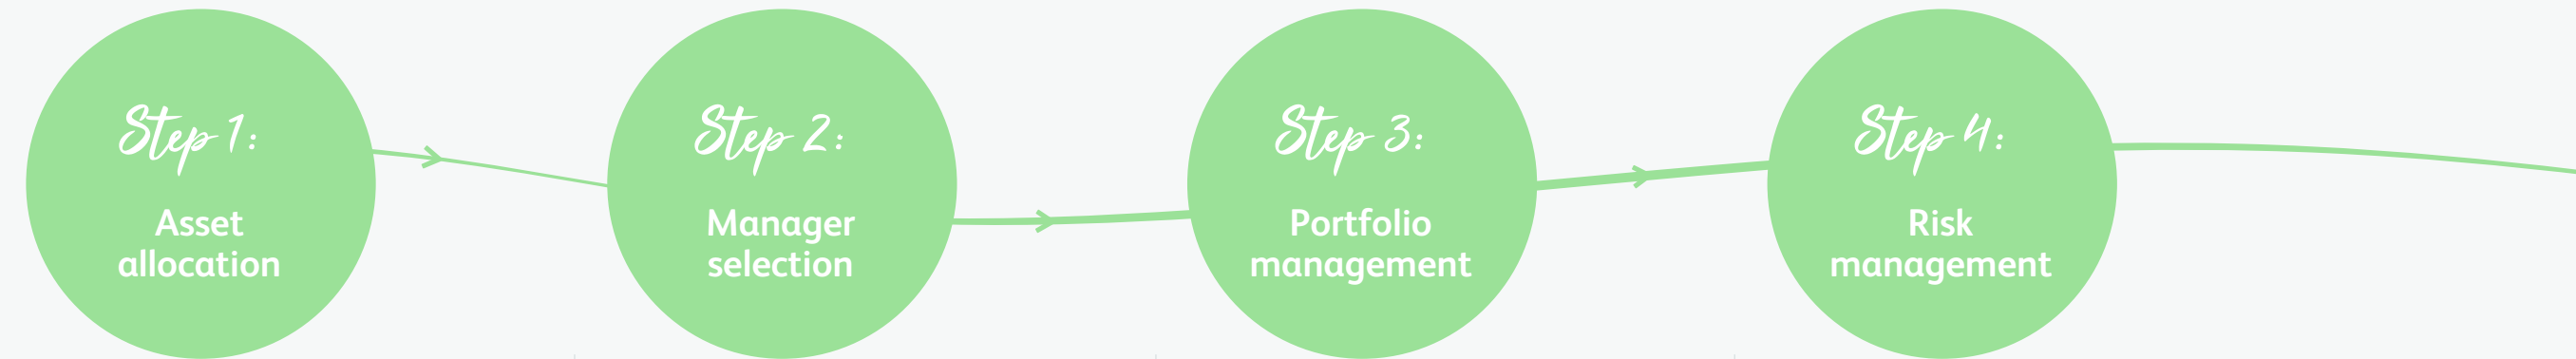 Step 1:
Asset
allocation
Step 2:
Manager
selection
Step 3:
Portfolio
management
Step 4:
Risk
management